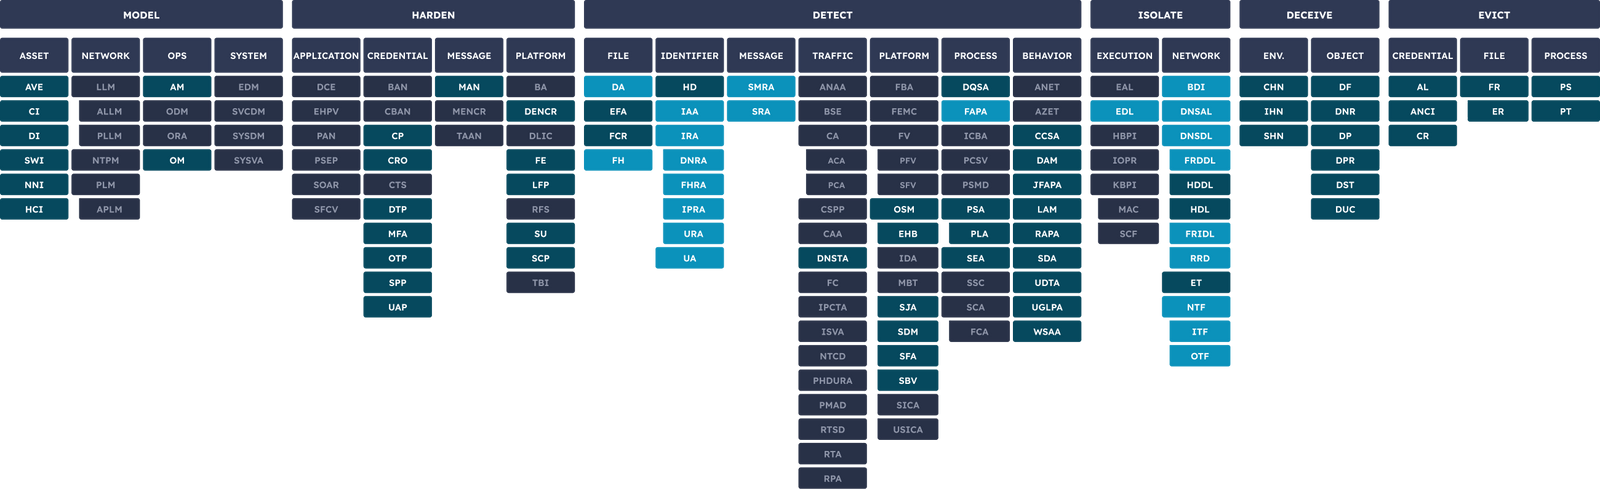 MODEL HARDEN DETECT ISOLATE DECEIVE EVICT
ASSET NETWORK OPS SYSTEM APPLICATION CREDENTIAL MESSAGE PLATFORM FILE IDENTIFIER MESSAGE TRAFFIC PLATFORM PROCESS BEHAVIOR EXECUTION NETWORK ENV. OBJECT CREDENTIAL FILE PROCESS
AVE LLM AM EDM DCE BAN MAN BA DA HD SMRA ANAA FBA DQSA ANET EAL BDI CHN DF AL FR PS
CI ALLM ODM SVCDM EHPV CBAN MENCR DENCR EFA IAA SRA BSE FEMC FAPA AZET EDL DNSAL IHN DNR ANCI ER PT
DI PLLM ORA SYSDM PAN CP TAAN DLIC FCR IRA CA FV ICBA CCSA HBPI DNSDL SHN DP CR
SWI NTPM OM SYSVA PSEP CRO FE FH DNRA ACA PFV PCSV DAM IOPR FRDDL DPR
NNI PLM SOAR CTS LFP FHRA PCA SFV PSMD JFAPA KBPI HDDL DST
HCI APLM SFCV DTP RFS IPRA CSPP OSM PSA LAM MAC HDL DUC
MFA SU URA CAA EHB PLA RAPA SCF FRIDL
OTP SCP UA DNSTA IDA SEA SDA RRD
SPP TBI FC MBT SSC UDTA ET
UAP IPCTA SJA SCA UGLPA NTF
ISVA SDM FCA WSAA ITF
NTCD SFA OTF
PHDURA SBV
PMAD SICA
RTSD USICA
RTA
RPA